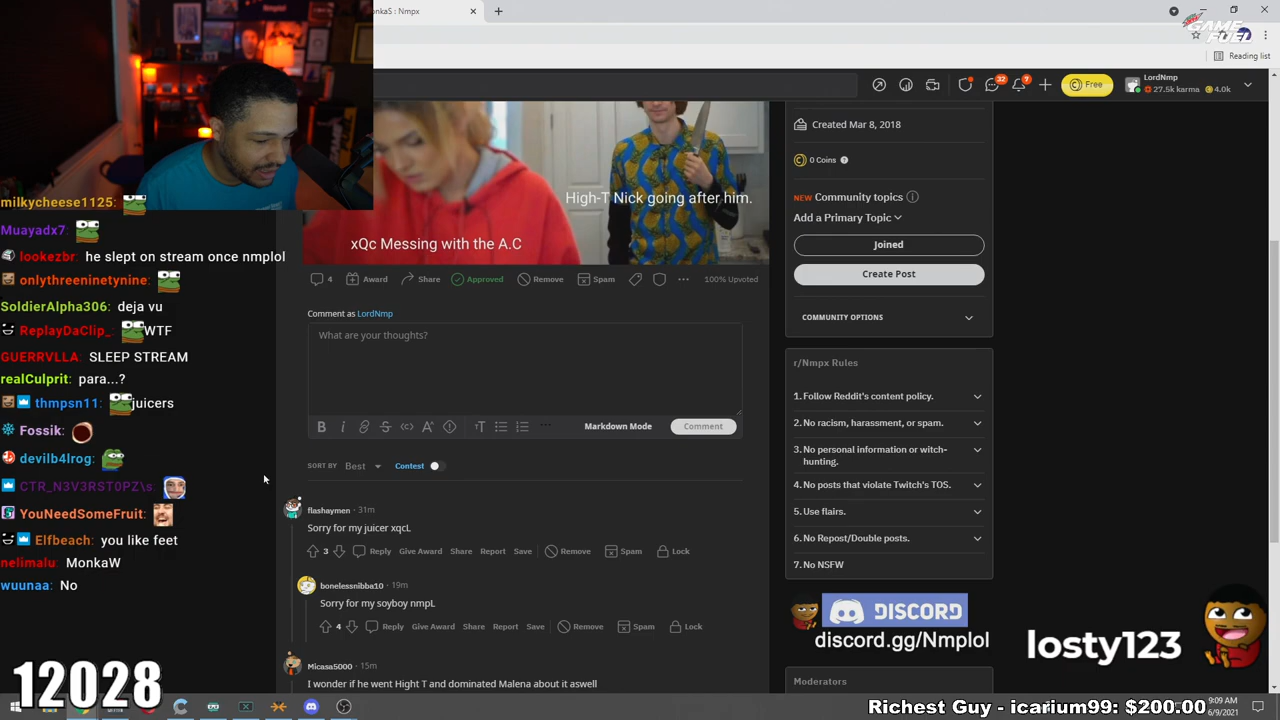 onkaS : Nmpx
GAME FUEL
Reading list
32
7
Free
LordNmp
27.5k karma
4.0k
Created Mar 8, 2018
0 Coins
NEW Community topics
Add a Primary Topic
Joined
Create Post
COMMUNITY OPTIONS
High-T Nick going after him.
xQc Messing with the A.C
4 Award Share Approved Remove Spam 100% Upvoted
Comment as LordNmp
What are your thoughts?
Markdown Mode
Comment
SORT BY Best Contest
flashaymen · 31m
Sorry for my juicer xqcL
3 Reply Give Award Share Report Save Remove Spam Lock
bonelessnibba10 · 19m
Sorry for my soyboy nmpL
4 Reply Give Award Share Report Save Remove Spam Lock
Micasa5000 · 15m
I wonder if he went Hight T and dominated Malena about it aswell
r/Nmpx Rules
1. Follow Reddit's content policy.
2. No racism, harassment, or spam.
3. No personal information or witch-
hunting.
4. No posts that violate Twitch's TOS.
5. Use flairs.
6. No Repost/Double posts.
7. No NSFW
DISCORD
discord.gg/Nmplol
losty123
Moderators
milkycheese1125:
Muayadx7:
lookezbr: he slept on stream once nmplol
onlythreeninetynine:
SoldierAlpha306: deja vu
ReplayDaClip_: WTF
GUERRVLLA: SLEEP STREAM
realCulprit: para...?
thmpsn11: juicers
Fossik:
devilb4lrog:
CTR_N3V3RST0PZ\s:
YouNeedSomeFruit:
Elfbeach: you like feet
nelimalu: MonkaW
wuunaa: No
12028
Richest Guy - icarium99: $200.00
9:09 AM
6/9/2021